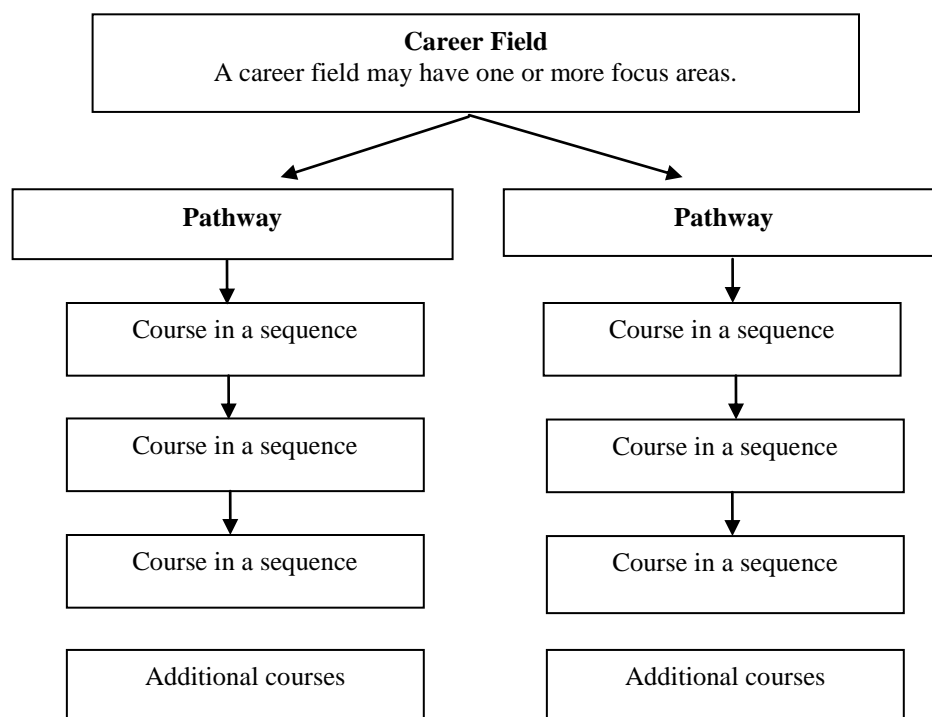 Career Field
A career field may have one or more focus areas.
Pathway
Pathway
Course in a sequence
Course in a sequence
Course in a sequence
Course in a sequence
Course in a sequence
Course in a sequence
Additional courses
Additional courses